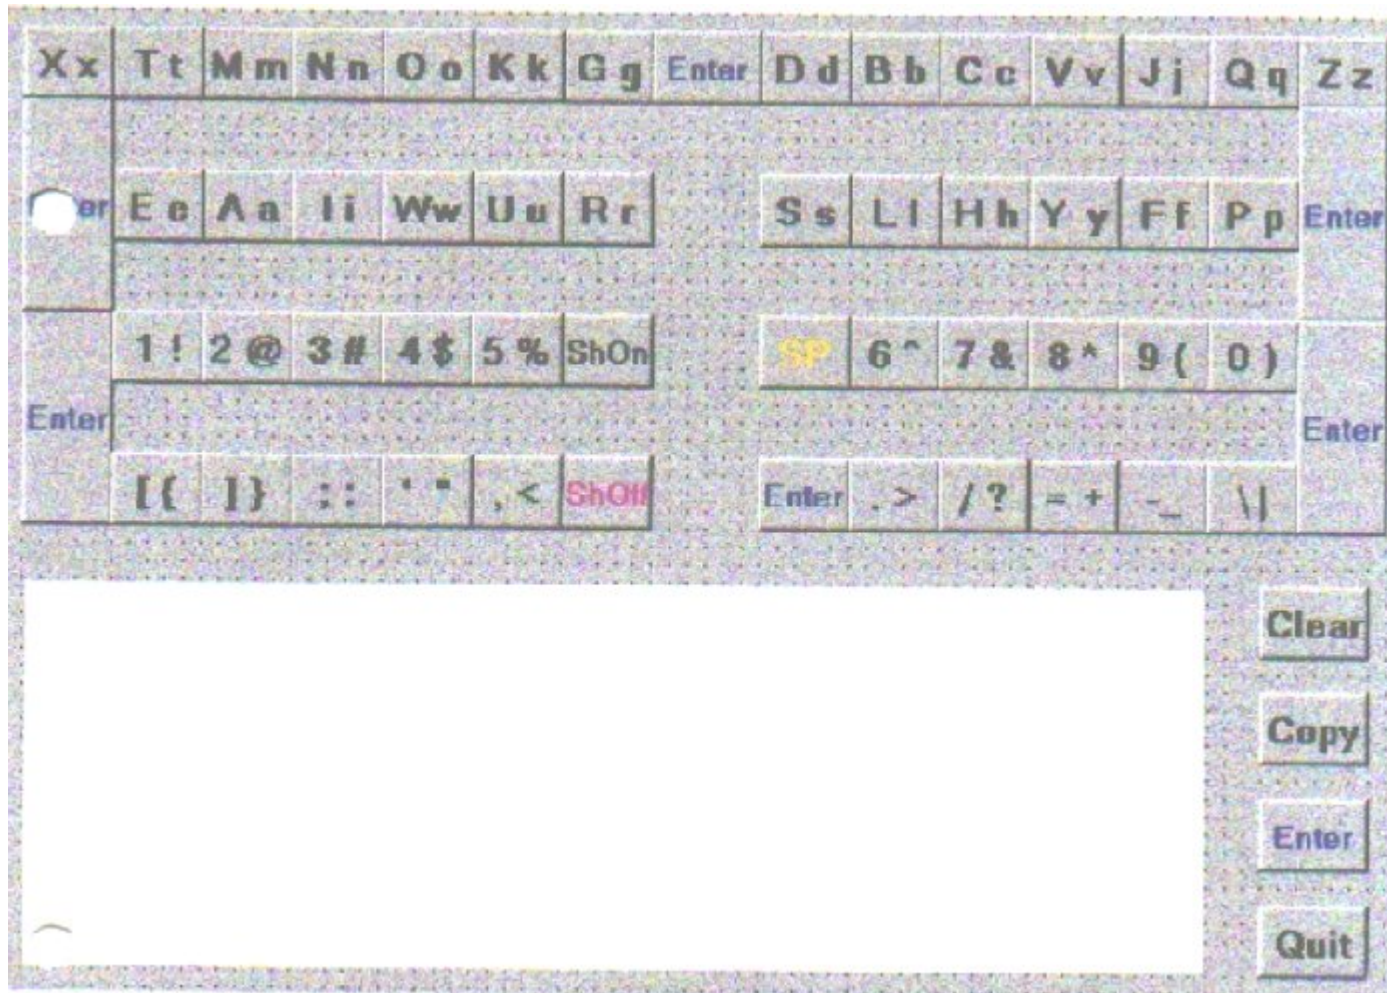 Xx Tt Mm Nn Oo Kk Gg Enter Dd Bb Cc Vv Jj Qq Zz
Ee Aa Ii Ww Uu Rr Ss Ll Hh Yy Ff Pp Enter
1! 2@ 3# 4$ 5% ShOn SP 6^ 7& 8* 9( 0)
Enter Enter
[{ ]} ;: '" ,< ShOff Enter .> /? =+ -_ \|
Clear
Copy
Enter
Quit